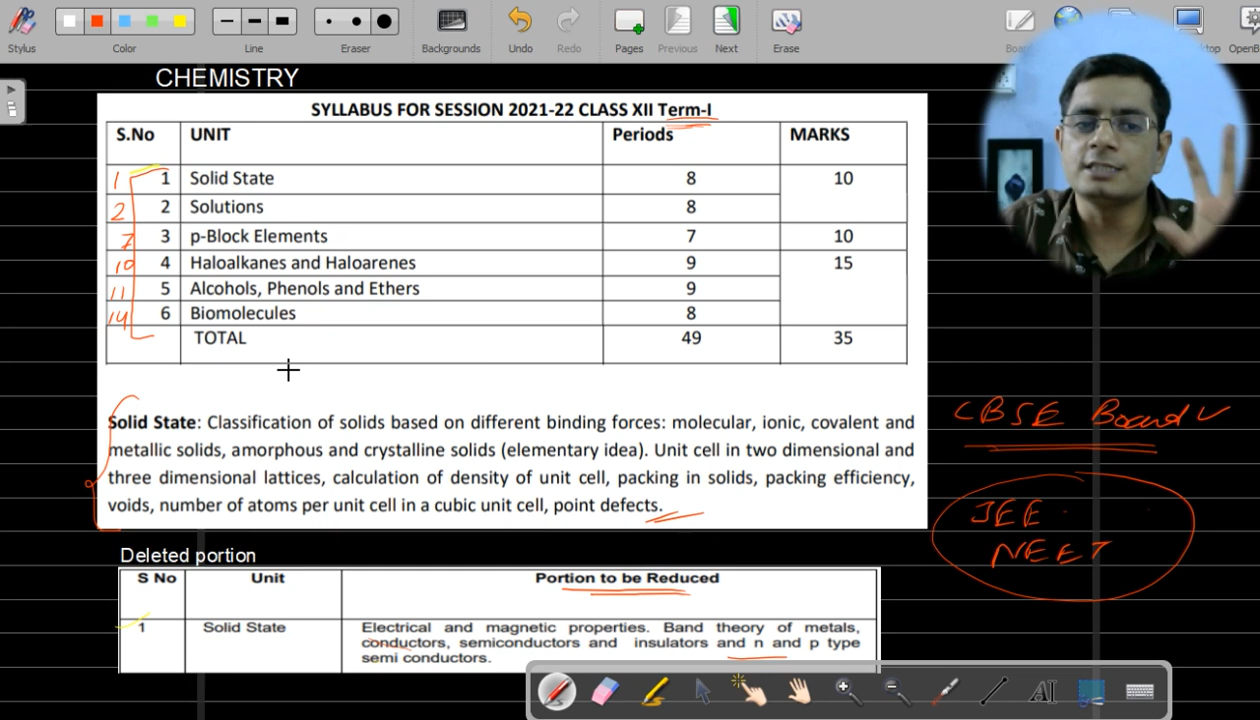 Stylus
Color
Line
Eraser
Backgrounds
Undo
Redo
Pages
Previous
Next
Erase
CHEMISTRY
SYLLABUS FOR SESSION 2021-22 CLASS XII Term-I
S.No UNIT Periods MARKS
1 1 Solid State 8 10
2 2 Solutions 8
7 3 p-Block Elements 7 10
10 4 Haloalkanes and Haloarenes 9 15
11 5 Alcohols, Phenols and Ethers 9
14 6 Biomolecules 8
TOTAL 49 35
Solid State: Classification of solids based on different binding forces: molecular, ionic, covalent and
metallic solids, amorphous and crystalline solids (elementary idea). Unit cell in two dimensional and
three dimensional lattices, calculation of density of unit cell, packing in solids, packing efficiency,
voids, number of atoms per unit cell in a cubic unit cell, point defects.
CBSE Board
JEE
NEET
Deleted portion
S No Unit Portion to be Reduced
1 Solid State Electrical and magnetic properties. Band theory of metals,
conductors, semiconductors and insulators and n and p type
semi conductors.
AI